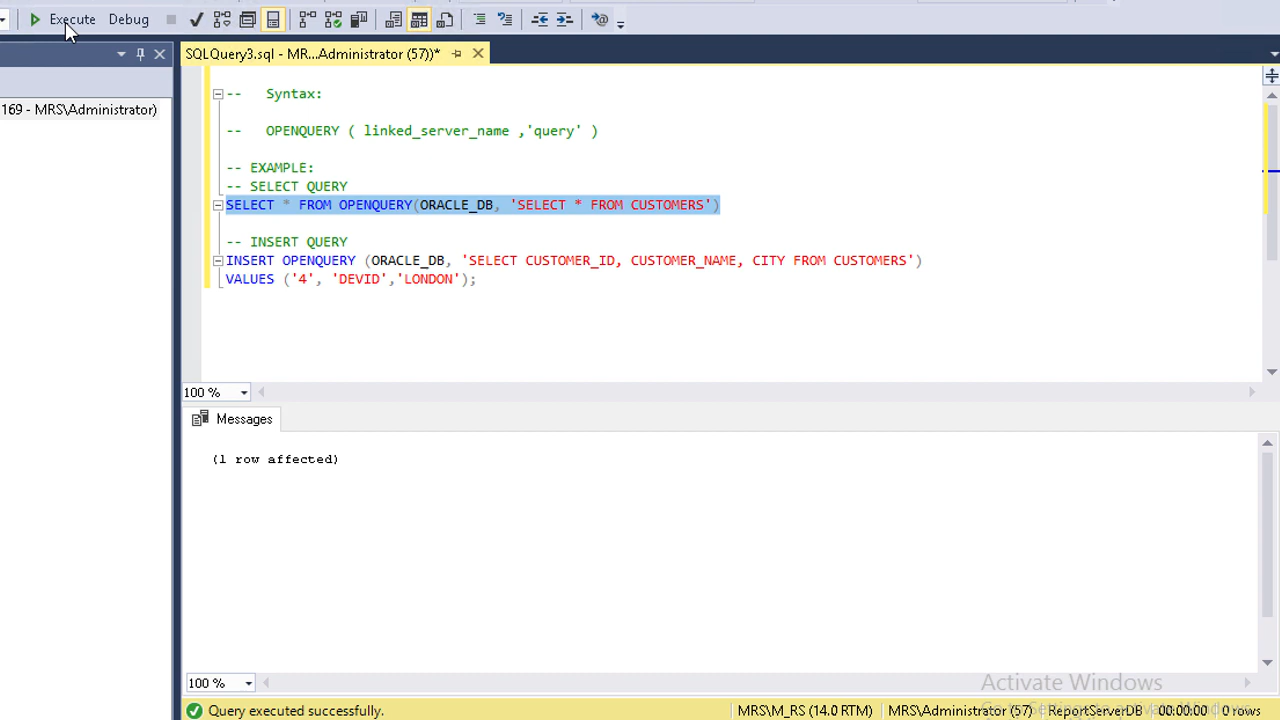 Execute Debug
SQLQuery3.sql - MR...Administrator (57))*
169 - MRS\Administrator)
-- Syntax:
-- OPENQUERY ( linked_server_name ,'query' )
-- EXAMPLE:
-- SELECT QUERY
SELECT * FROM OPENQUERY(ORACLE_DB, 'SELECT * FROM CUSTOMERS')
-- INSERT QUERY
INSERT OPENQUERY (ORACLE_DB, 'SELECT CUSTOMER_ID, CUSTOMER_NAME, CITY FROM CUSTOMERS')
VALUES ('4', 'DEVID','LONDON');
100 %
Messages
(1 row affected)
100 %
Activate Windows
Query executed successfully.
MRS\M_RS (14.0 RTM) MRS\Administrator (57) ReportServerDB 00:00:00 0 rows